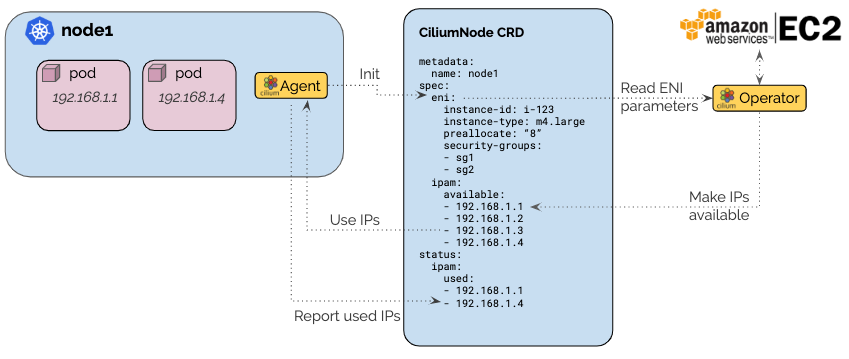 node1
pod
192.168.1.1
pod
192.168.1.4
cilium
Agent
Init
Use IPs
Report used IPs
CiliumNode CRD
metadata:
name: node1
spec:
eni:
instance-id: i-123
instance-type: m4.large
preallocate: "8"
security-groups:
- sg1
- sg2
ipam:
available:
- 192.168.1.1
- 192.168.1.2
- 192.168.1.3
- 192.168.1.4
status:
ipam:
used:
- 192.168.1.1
- 192.168.1.4
Read ENI
parameters
Make IPs
available
amazon
web services™
EC2
cilium
Operator